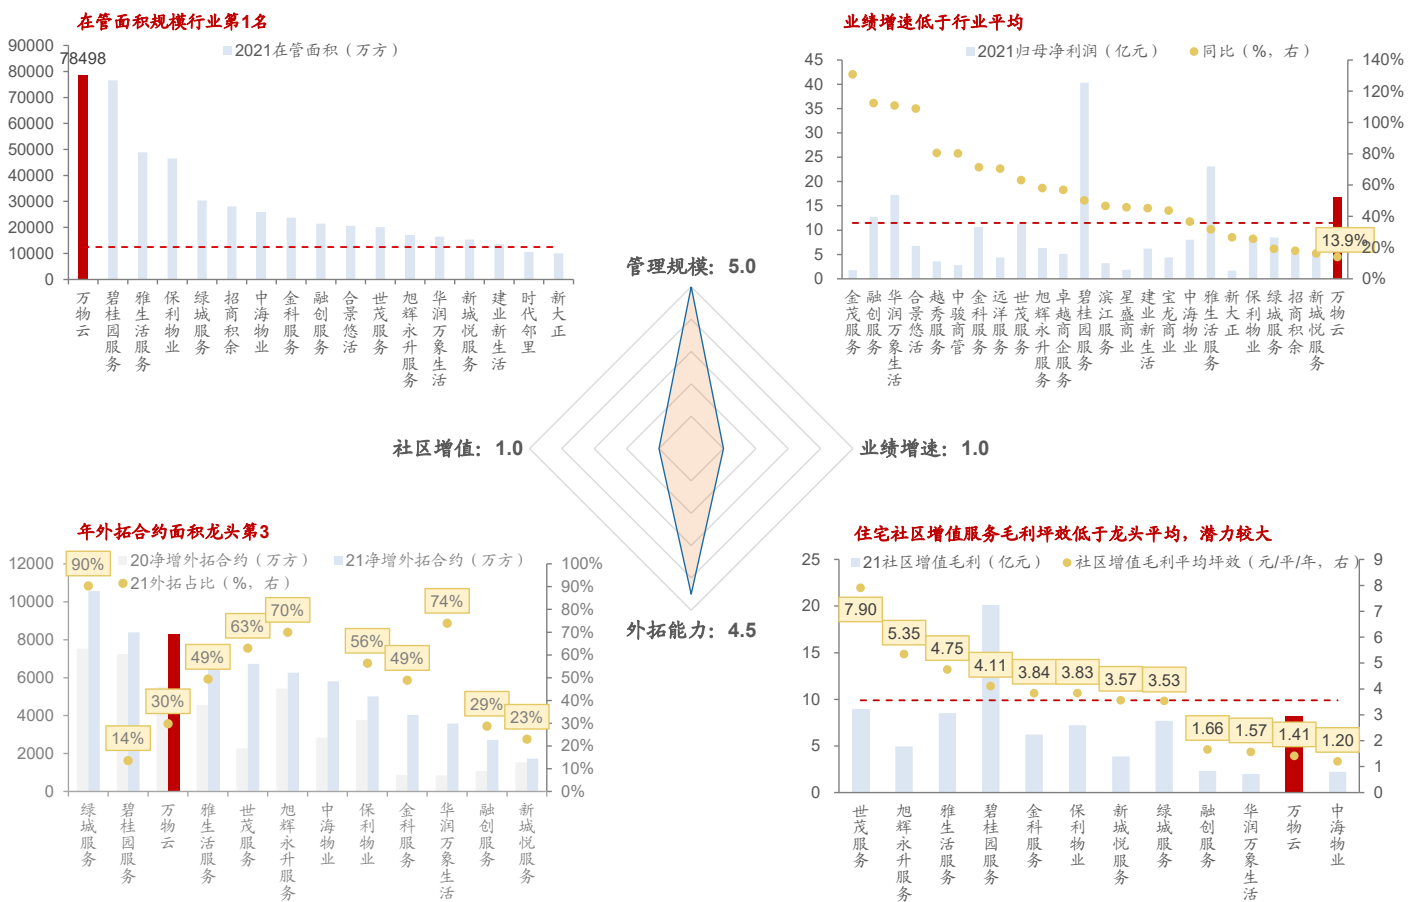 在管面积规模行业第1名
2021在管面积（万方）
90000
80000
70000
60000
50000
40000
30000
20000
10000
0
78498
万物云
碧桂园服务
雅生活服务
保利物业
绿城服务
招商积余
中海物业
金科服务
融创服务
合景悠活
世茂服务
旭辉永升服务
华润万象生活
新城悦服务
建业新生活
时代邻里
新大正
业绩增速低于行业平均
2021归母净利润（亿元）
同比（%，右）
45
40
35
30
25
20
15
10
5
0
140%
120%
100%
80%
60%
40%
20%
0%
13.9%
金茂服务
融创服务
华润万象生活
合景悠活
越秀服务
中骏商管
金科服务
远洋服务
世茂服务
旭辉永升服务
卓越商企服务
碧桂园服务
滨江服务
星盛商业
建业新生活
宝龙商业
中海物业
雅生活服务
新大正
保利物业
绿城服务
招商积余
新城悦服务
万物云
管理规模：5.0
社区增值：1.0
业绩增速：1.0
外拓能力：4.5
年外拓合约面积龙头第3
20净增外拓合约（万方）
21净增外拓合约（万方）
21外拓占比（%，右）
12000
10000
8000
6000
4000
2000
0
100%
90%
80%
70%
60%
50%
40%
30%
20%
10%
0%
90%
14%
30%
49%
63%
70%
56%
49%
74%
29%
23%
绿城服务
碧桂园服务
万物云
雅生活服务
世茂服务
旭辉永升服务
中海物业
保利物业
金科服务
华润万象生活
融创服务
新城悦服务
住宅社区增值服务毛利坪效低于龙头平均，潜力较大
21社区增值毛利（亿元）
社区增值毛利平均坪效（元/平/年，右）
25
20
15
10
5
0
9
8
7
6
5
4
3
2
1
0
7.90
5.35
4.75
4.11
3.84
3.83
3.57
3.53
1.66
1.57
1.41
1.20
世茂服务
旭辉永升服务
雅生活服务
碧桂园服务
金科服务
保利物业
新城悦服务
绿城服务
融创服务
华润万象生活
万物云
中海物业